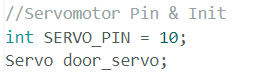 //Servomotor Pin & Init
int SERVO_PIN = 10;
Servo door_servo;